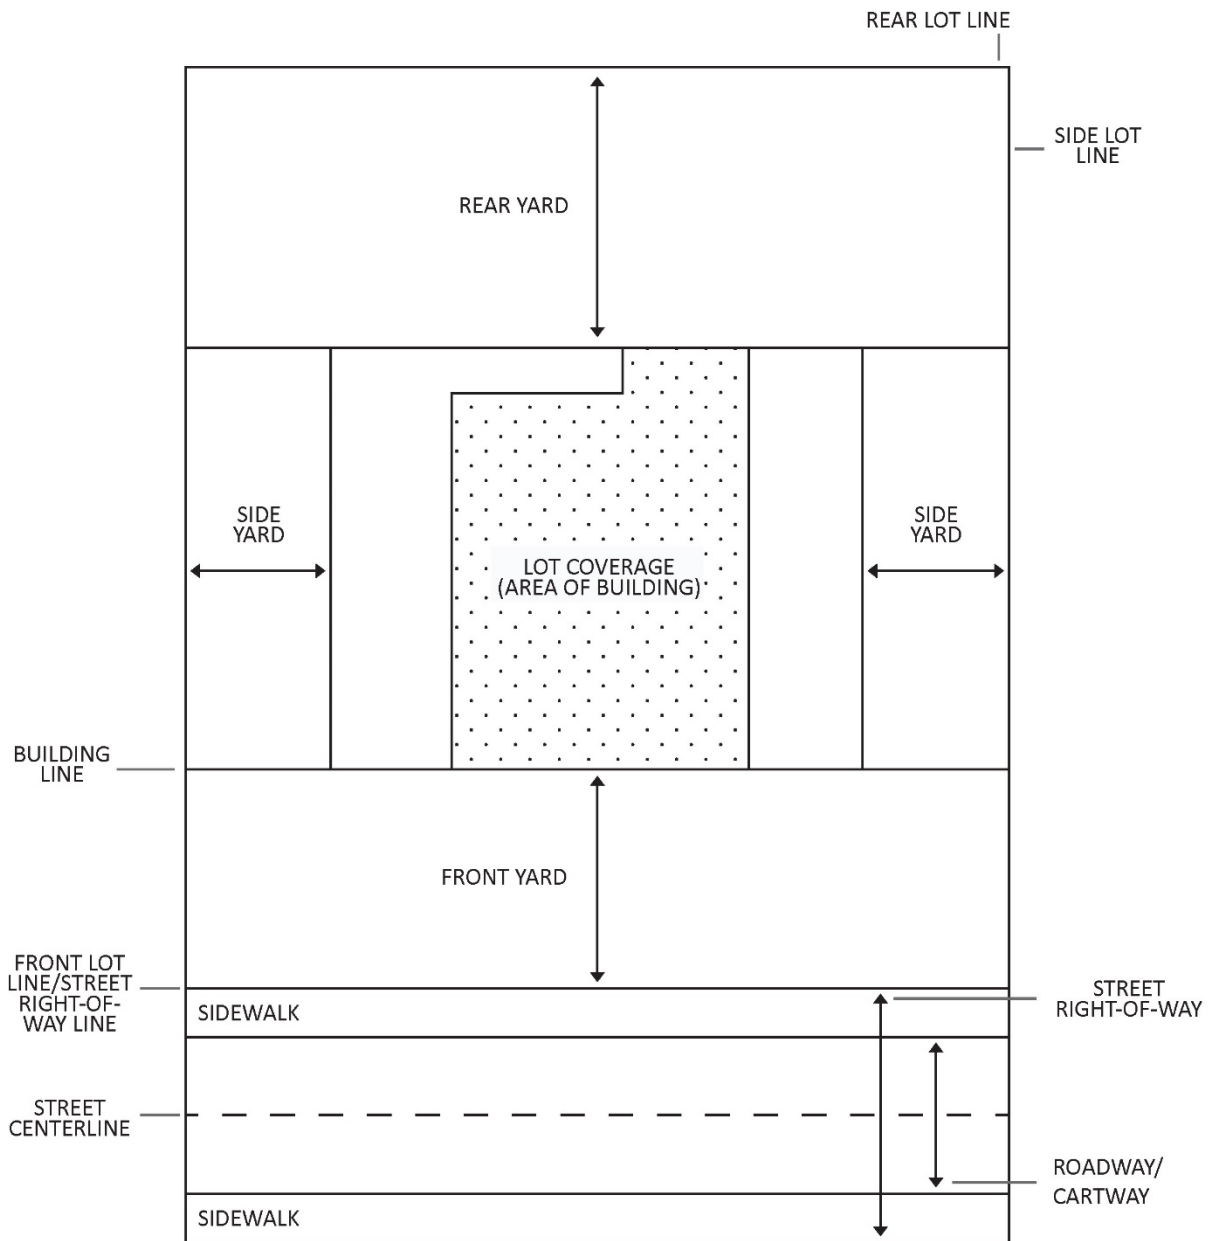 REAR LOT LINE
SIDE LOT
LINE
REAR YARD
SIDE
YARD
SIDE
YARD
LOT COVERAGE
(AREA OF BUILDING)
BUILDING
LINE
FRONT YARD
FRONT LOT
LINE/STREET
RIGHT-OF-
WAY LINE
SIDEWALK
STREET
RIGHT-OF-WAY
STREET
CENTERLINE
ROADWAY/
CARTWAY
SIDEWALK